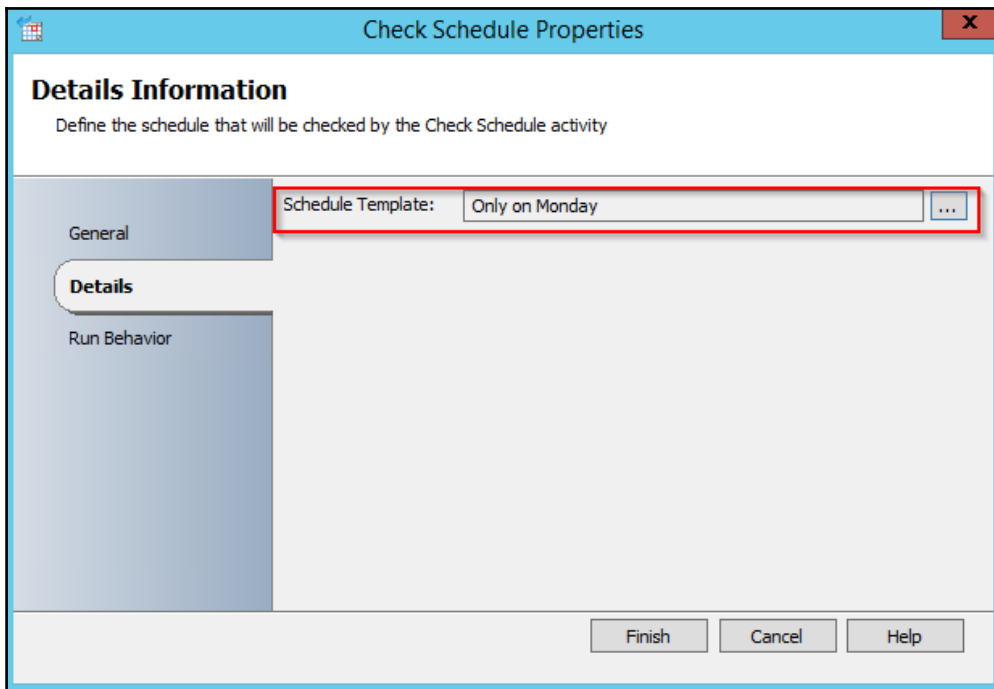 Check Schedule Properties
x
Details Information
Define the schedule that will be checked by the Check Schedule activity
Schedule Template: Only on Monday ...
General
Details
Run Behavior
Finish Cancel Help